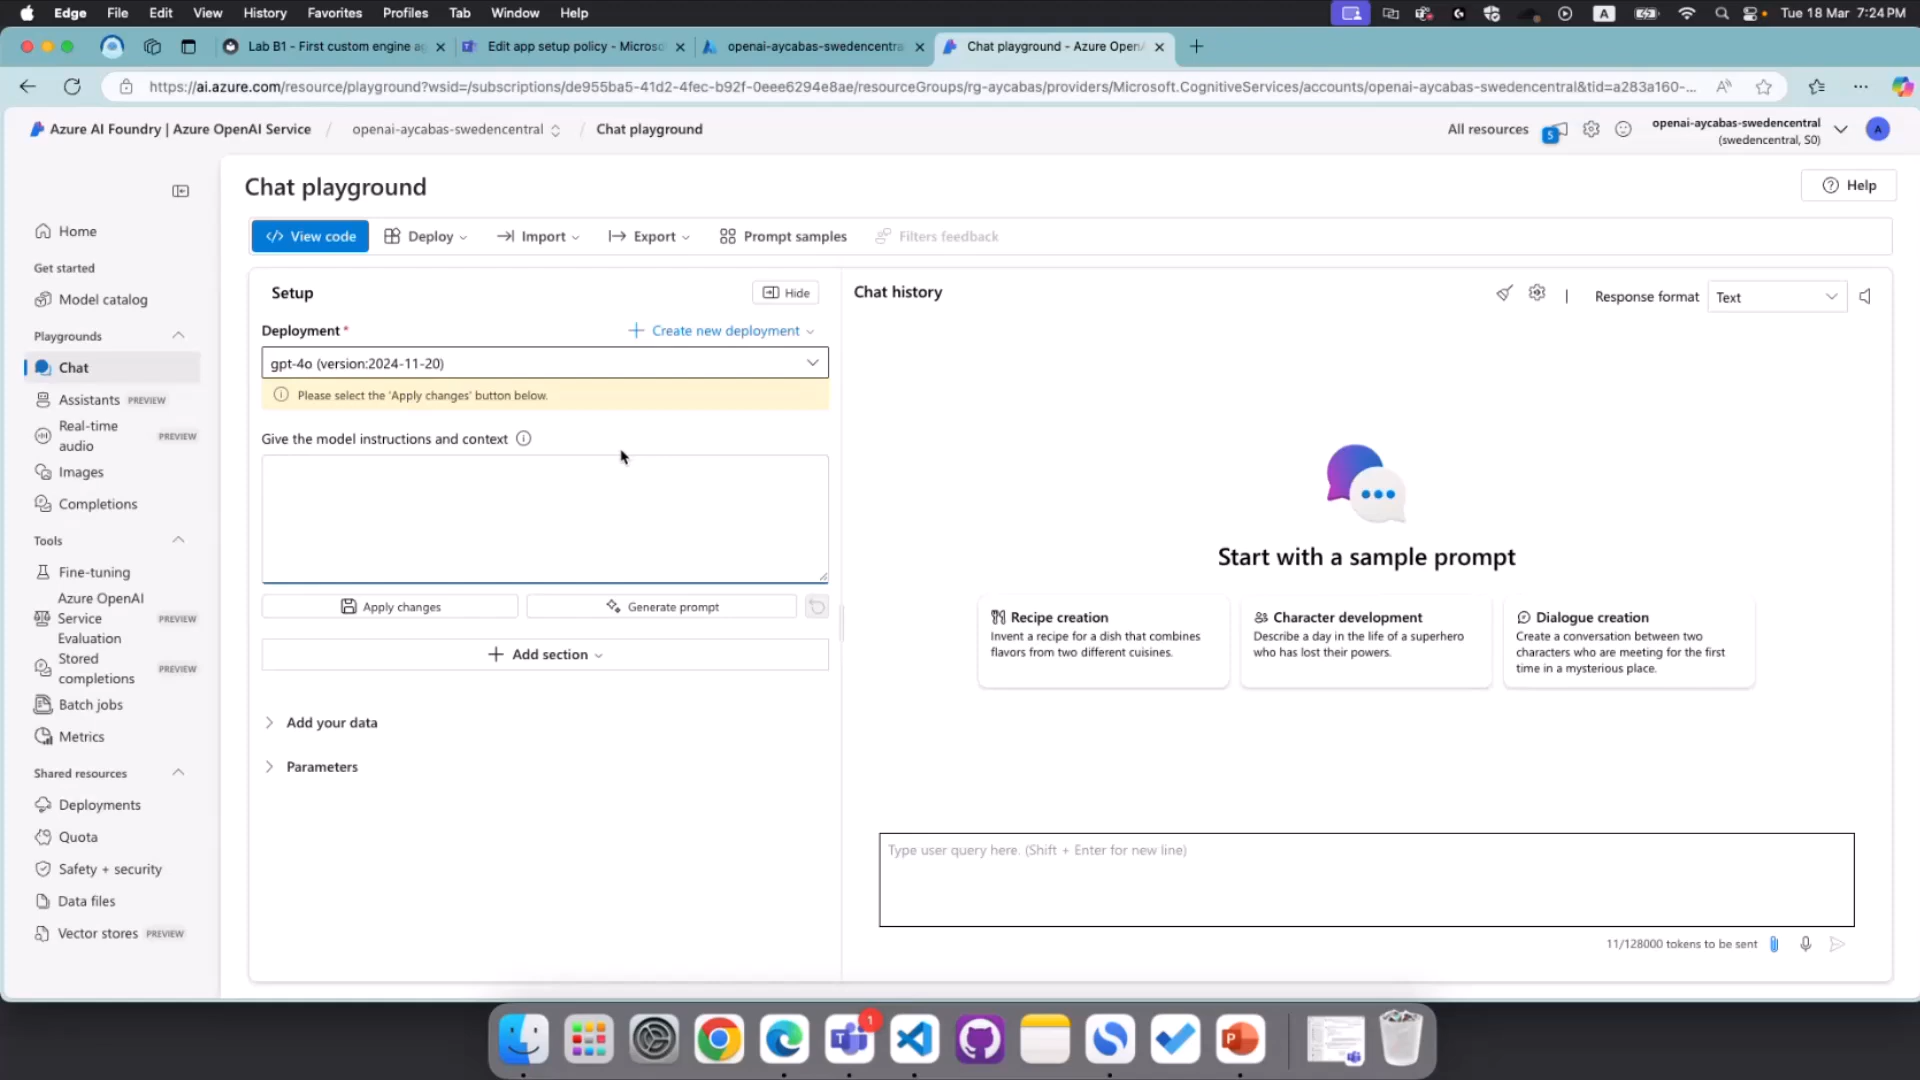 Edge File Edit View History Favorites Profiles Tab Window Help
A
Tue 18 Mar 7:24 PM
Lab B1 - First custom engine ag
Edit app setup policy - Microso
openai-aycabas-swedencentra
Chat playground - Azure OpenA
https://ai.azure.com/resource/playground?wsid=/subscriptions/de955ba5-41d2-4fec-b92f-0eee6294e8ae/resourceGroups/rg-aycabas/providers/Microsoft.CognitiveServices/accounts/openai-aycabas-swedencentral&tid=a283a160-...
Azure AI Foundry | Azure OpenAI Service / openai-aycabas-swedencentral / Chat playground
All resources
5
openai-aycabas-swedencentral
(swedencentral, S0)
A
Home
Get started
Model catalog
Playgrounds
Chat
Assistants PREVIEW
Real-time
audio
PREVIEW
Images
Completions
Tools
Fine-tuning
Azure OpenAI
Service
Evaluation
PREVIEW
Stored
completions
PREVIEW
Batch jobs
Metrics
Shared resources
Deployments
Quota
Safety + security
Data files
Vector stores PREVIEW
Chat playground
Help
</> View code
Deploy
Import
Export
Prompt samples
Filters feedback
Setup
Hide
Deployment *
Create new deployment
gpt-4o (version:2024-11-20)
Please select the 'Apply changes' button below.
Give the model instructions and context
Apply changes
Generate prompt
Add section
Add your data
Parameters
Chat history
Response format
Text
Start with a sample prompt
Recipe creation
Invent a recipe for a dish that combines
flavors from two different cuisines.
Character development
Describe a day in the life of a superhero
who has lost their powers.
Dialogue creation
Create a conversation between two
characters who are meeting for the first
time in a mysterious place.
Type user query here. (Shift + Enter for new line)
11/128000 tokens to be sent
1